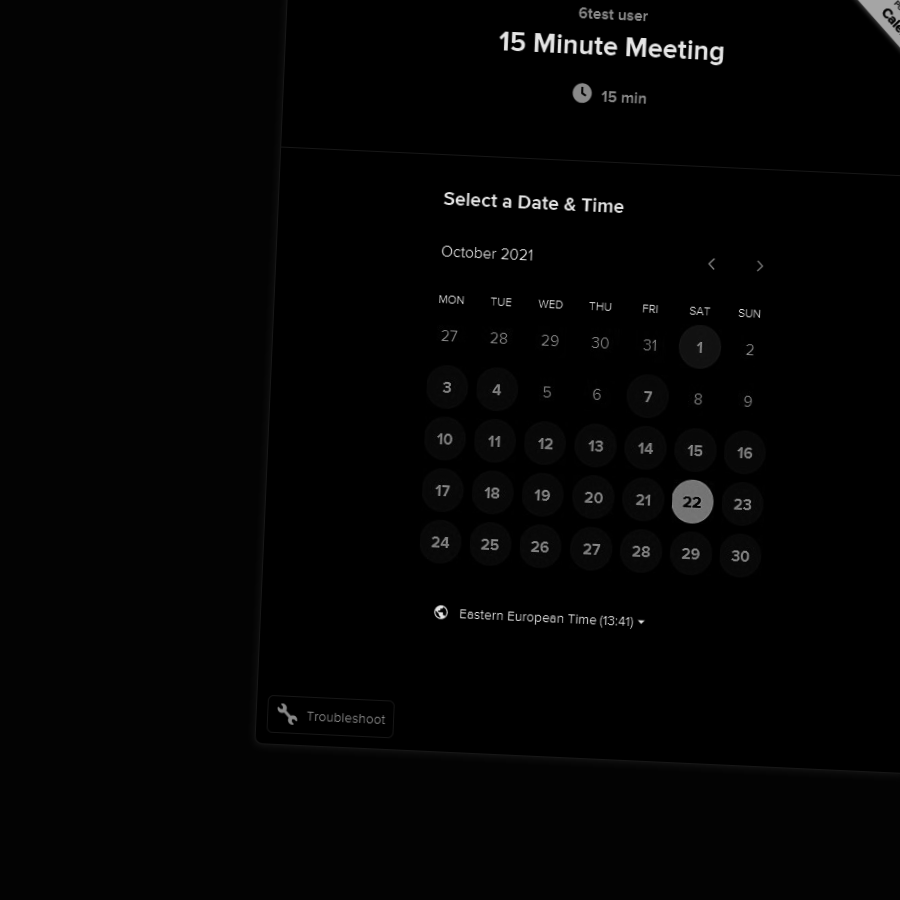 6test user
15 Minute Meeting
15 min
Select a Date & Time
October 2021
MON TUE WED THU FRI SAT SUN
27 28 29 30 31 1 2
3 4 5 6 7 8 9
10 11 12 13 14 15 16
17 18 19 20 21 22 23
24 25 26 27 28 29 30
Eastern European Time (13:41)
Troubleshoot